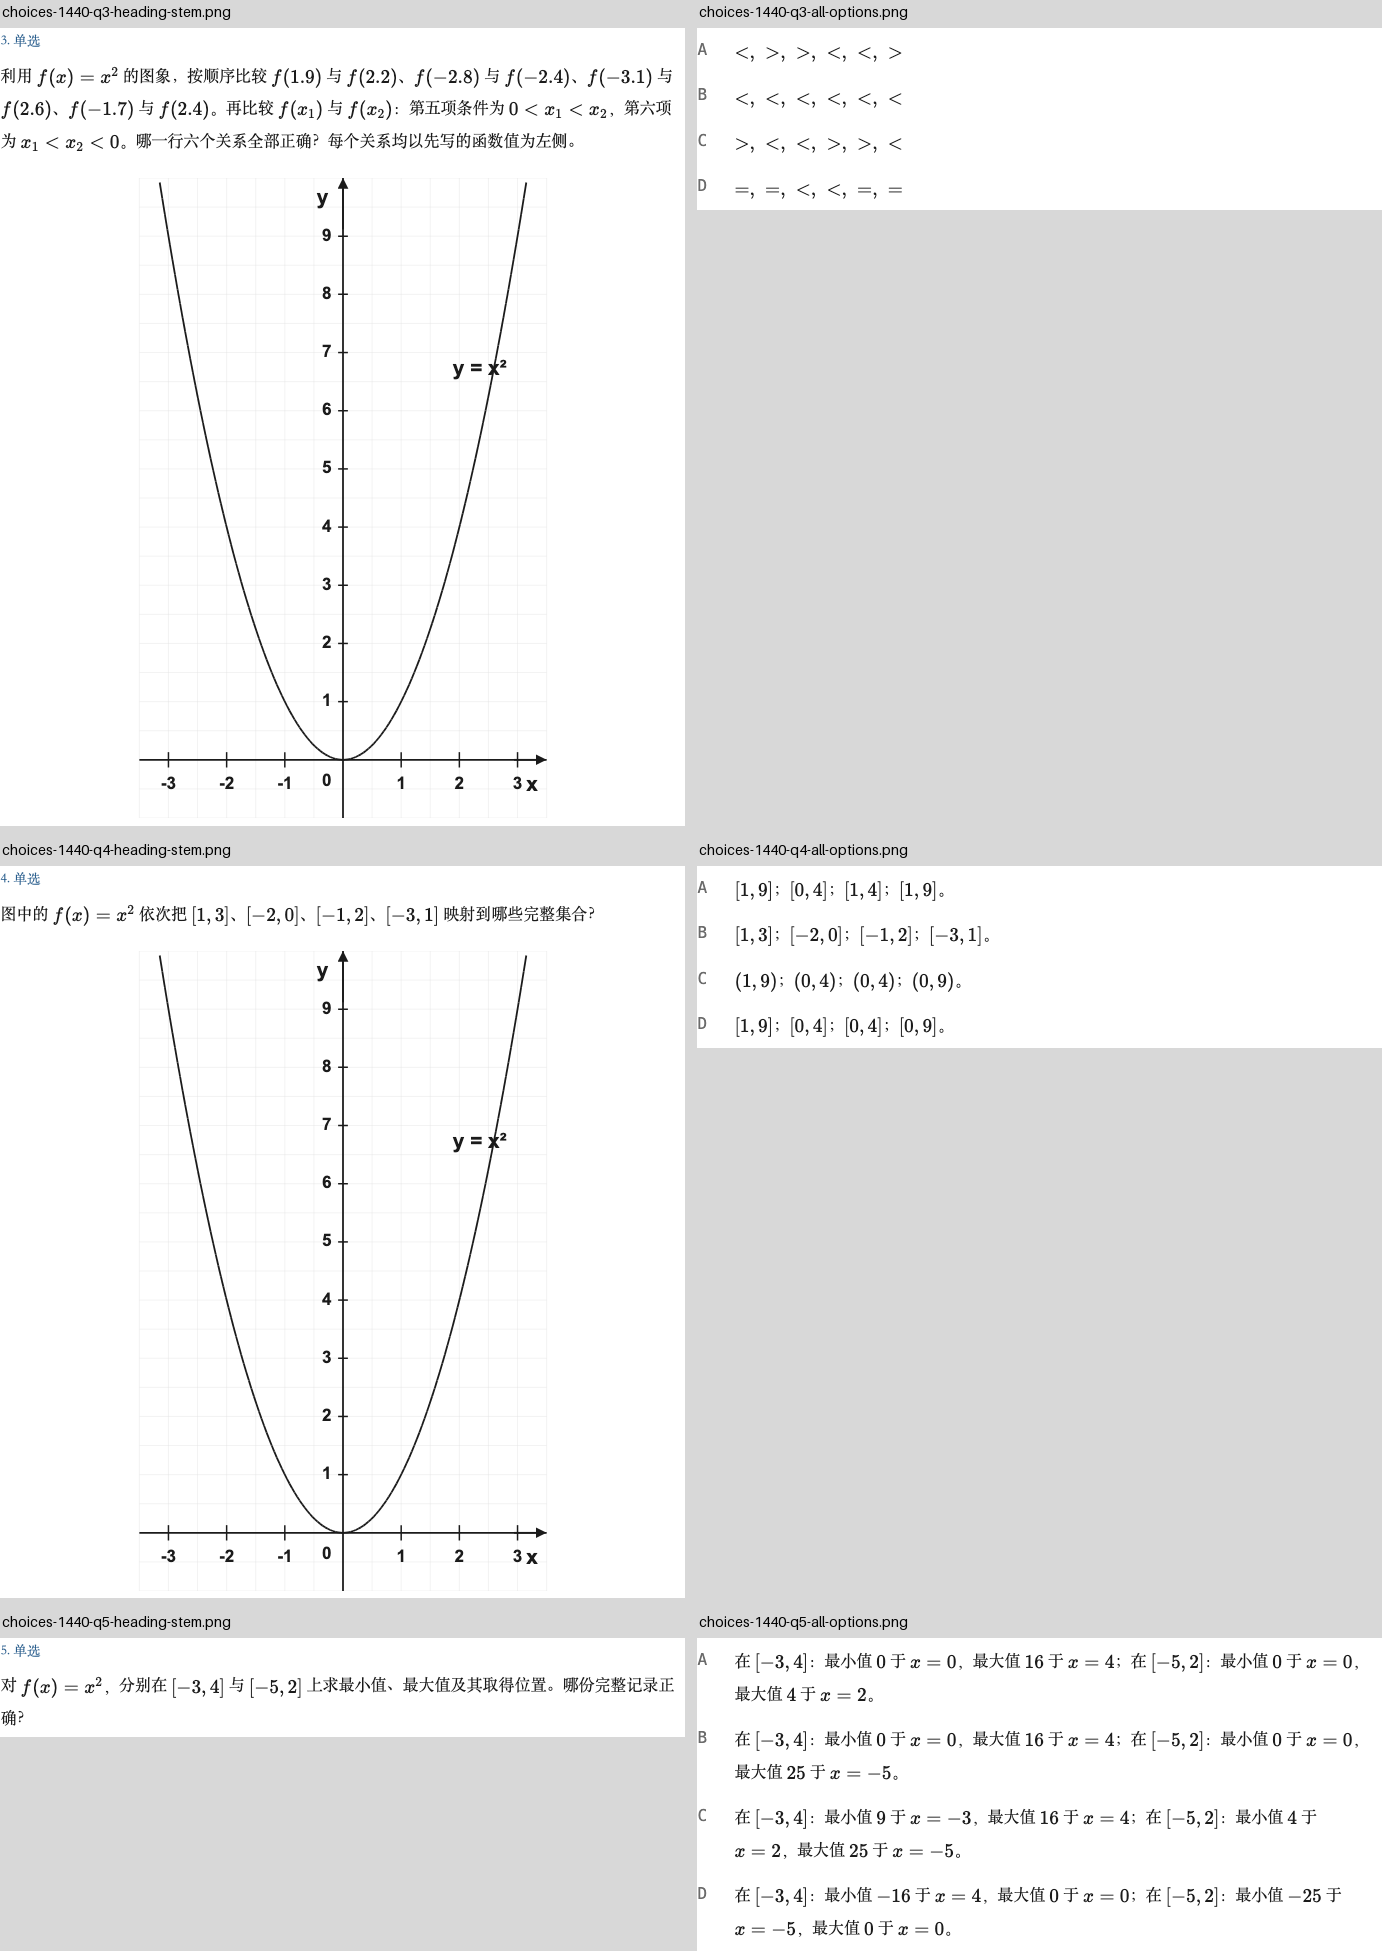 choices-1440-q3-heading-stem.png
3. 单选
利用 f(x) = x² 的图象，按顺序比较 f(1.9) 与 f(2.2)、f(−2.8) 与 f(−2.4)、f(−3.1) 与
f(2.6)、f(−1.7) 与 f(2.4)。再比较 f(x₁) 与 f(x₂)：第五项条件为 0 < x₁ < x₂，第六项
为 x₁ < x₂ < 0。哪一行六个关系全部正确？每个关系均以先写的函数值为左侧。
y
9
8
7
y = x²
6
5
4
3
2
1
-3 -2 -1 0 1 2 3 x
choices-1440-q3-all-options.png
A <, >, >, <, <, >
B <, <, <, <, <, <
C >, <, <, >, >, <
D =, =, <, <, =, =
choices-1440-q4-heading-stem.png
4. 单选
图中的 f(x) = x² 依次把 [1, 3]、[−2, 0]、[−1, 2]、[−3, 1] 映射到哪些完整集合？
y
9
8
7
y = x²
6
5
4
3
2
1
-3 -2 -1 0 1 2 3 x
choices-1440-q4-all-options.png
A [1, 9]；[0, 4]；[1, 4]；[1, 9]。
B [1, 3]；[−2, 0]；[−1, 2]；[−3, 1]。
C (1, 9)；(0, 4)；(0, 4)；(0, 9)。
D [1, 9]；[0, 4]；[0, 4]；[0, 9]。
choices-1440-q5-heading-stem.png
5. 单选
对 f(x) = x²，分别在 [−3, 4] 与 [−5, 2] 上求最小值、最大值及其取得位置。哪份完整记录正
确？
choices-1440-q5-all-options.png
A 在 [−3, 4]：最小值 0 于 x = 0，最大值 16 于 x = 4；在 [−5, 2]：最小值 0 于 x = 0，
最大值 4 于 x = 2。
B 在 [−3, 4]：最小值 0 于 x = 0，最大值 16 于 x = 4；在 [−5, 2]：最小值 0 于 x = 0，
最大值 25 于 x = −5。
C 在 [−3, 4]：最小值 9 于 x = −3，最大值 16 于 x = 4；在 [−5, 2]：最小值 4 于
x = 2，最大值 25 于 x = −5。
D 在 [−3, 4]：最小值 −16 于 x = 4，最大值 0 于 x = 0；在 [−5, 2]：最小值 −25 于
x = −5，最大值 0 于 x = 0。